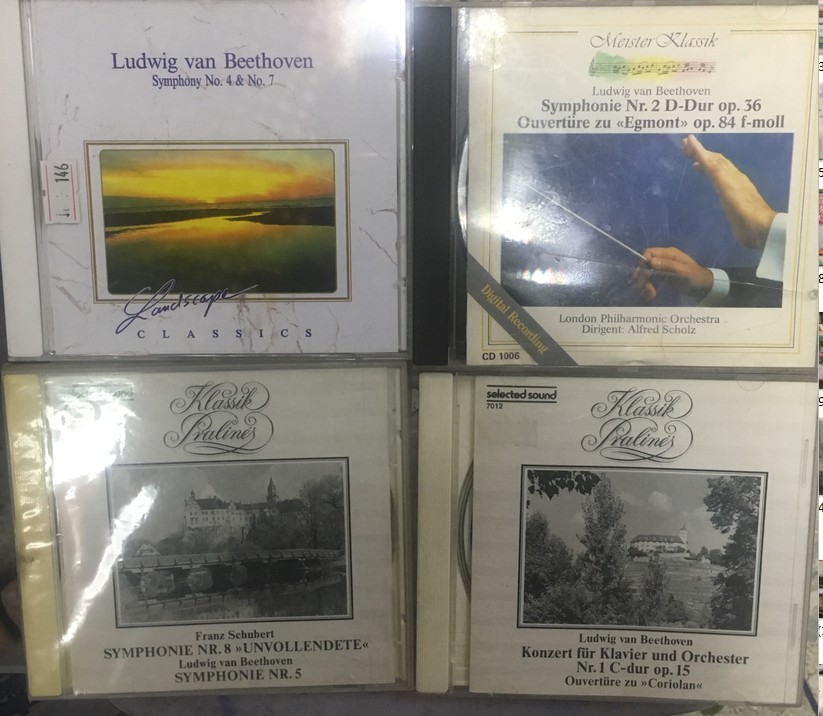 Ludwig van Beethoven
Symphony No. 4 & No. 7
146
Landscape
CLASSICS
Meister Klassik
Ludwig van Beethoven
Symphonie Nr. 2 D-Dur op. 36
Ouvertüre zu «Egmont» op. 84 f-moll
Digital Recording
London Philharmonic Orchestra
Dirigent: Alfred Scholz
CD 1006
Klassik
Pralinés
Franz Schubert
SYMPHONIE NR. 8 »UNVOLLENDETE«
Ludwig van Beethoven
SYMPHONIE NR. 5
selected sound
7012
Klassik
Pralinés
Ludwig van Beethoven
Konzert für Klavier und Orchester
Nr. 1 C-dur op. 15
Ouvertüre zu »Coriolan«